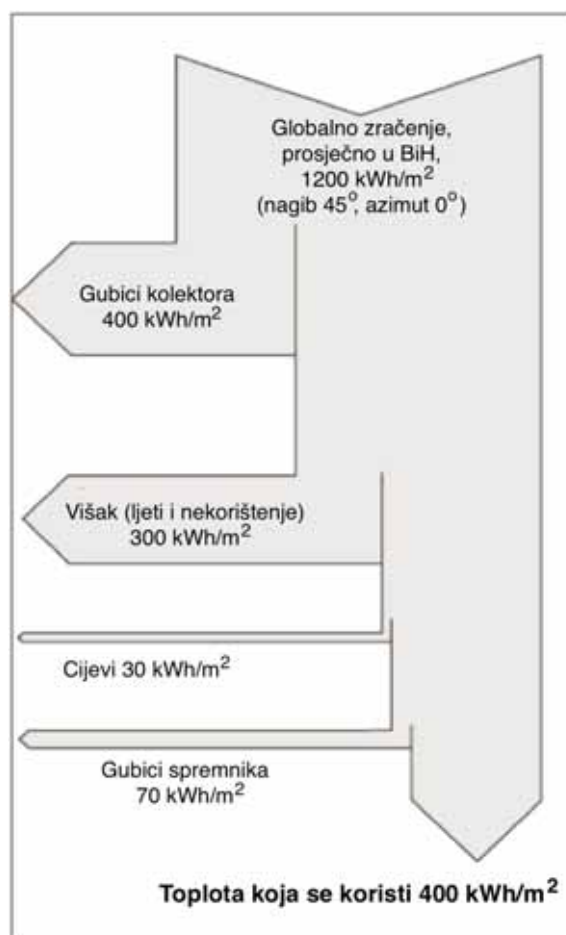 Globalno zračenje,
prosječno u BiH,
1200 kWh/m²
(nagib 45°, azimut 0°)
Gubici kolektora
400 kWh/m²
Višak (ljeti i nekorištenje)
300 kWh/m²
Cijevi 30 kWh/m²
Gubici spremnika
70 kWh/m²
Toplota koja se koristi 400 kWh/m²